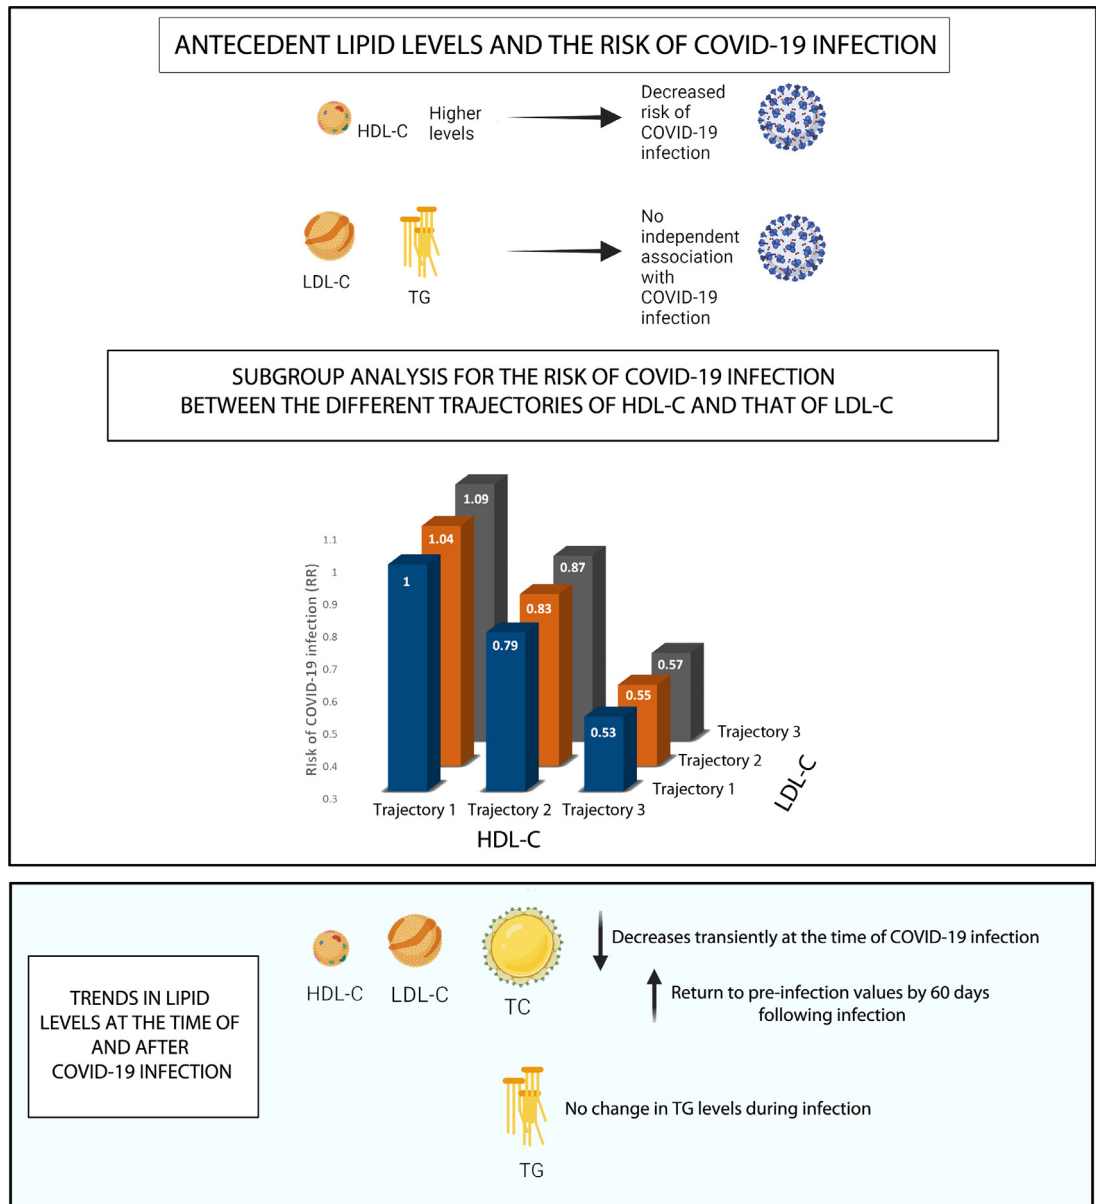 ANTECEDENT LIPID LEVELS AND THE RISK OF COVID-19 INFECTION
HDL-C
Higher
levels
Decreased
risk of
COVID-19
infection
LDL-C
TG
No
independent
association
with
COVID-19
infection
SUBGROUP ANALYSIS FOR THE RISK OF COVID-19 INFECTION
BETWEEN THE DIFFERENT TRAJECTORIES OF HDL-C AND THAT OF LDL-C
Risk of COVID-19 infection (RR)
1.1
1
0.9
0.8
0.7
0.6
0.5
0.4
0.3
1
1.04
1.09
0.79
0.83
0.87
0.53
0.55
0.57
Trajectory 3
Trajectory 2
Trajectory 1
LDL-C
Trajectory 1 Trajectory 2 Trajectory 3
HDL-C
TRENDS IN LIPID
LEVELS AT THE TIME OF
AND AFTER
COVID-19 INFECTION
HDL-C
LDL-C
TC
Decreases transiently at the time of COVID-19 infection
Return to pre-infection values by 60 days
following infection
No change in TG levels during infection
TG